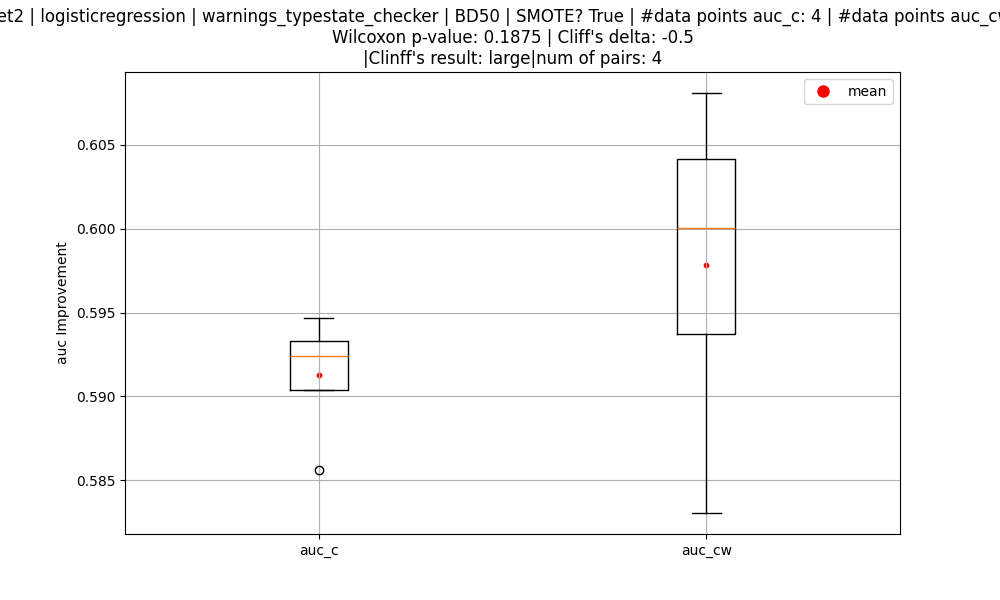 et2 | logisticregression | warnings_typestate_checker | BD50 | SMOTE? True | #data points auc_c: 4 | #data points auc_cw
Wilcoxon p-value: 0.1875 | Cliff's delta: -0.5
|Clinff's result: large|num of pairs: 4
mean
0.605
0.600
0.595
0.590
0.585
auc Improvement
auc_c
auc_cw